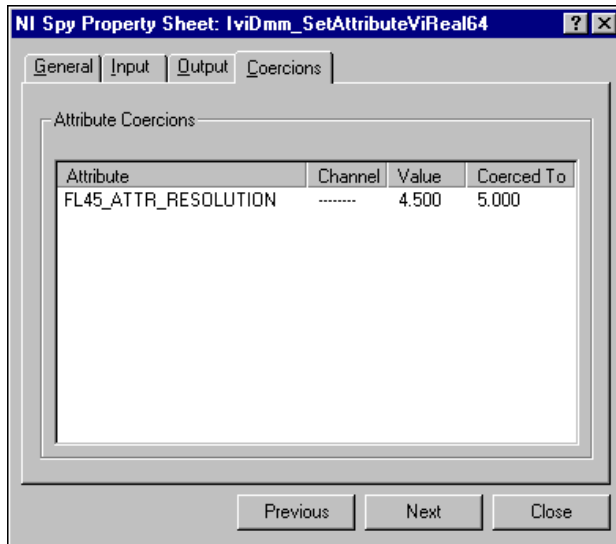 NI Spy Property Sheet: IviDmm_SetAttributeViReal64
General Input Output Coercions
Attribute Coercions
Attribute Channel Value Coerced To
FL45_ATTR_RESOLUTION -------- 4.500 5.000
Previous Next Close